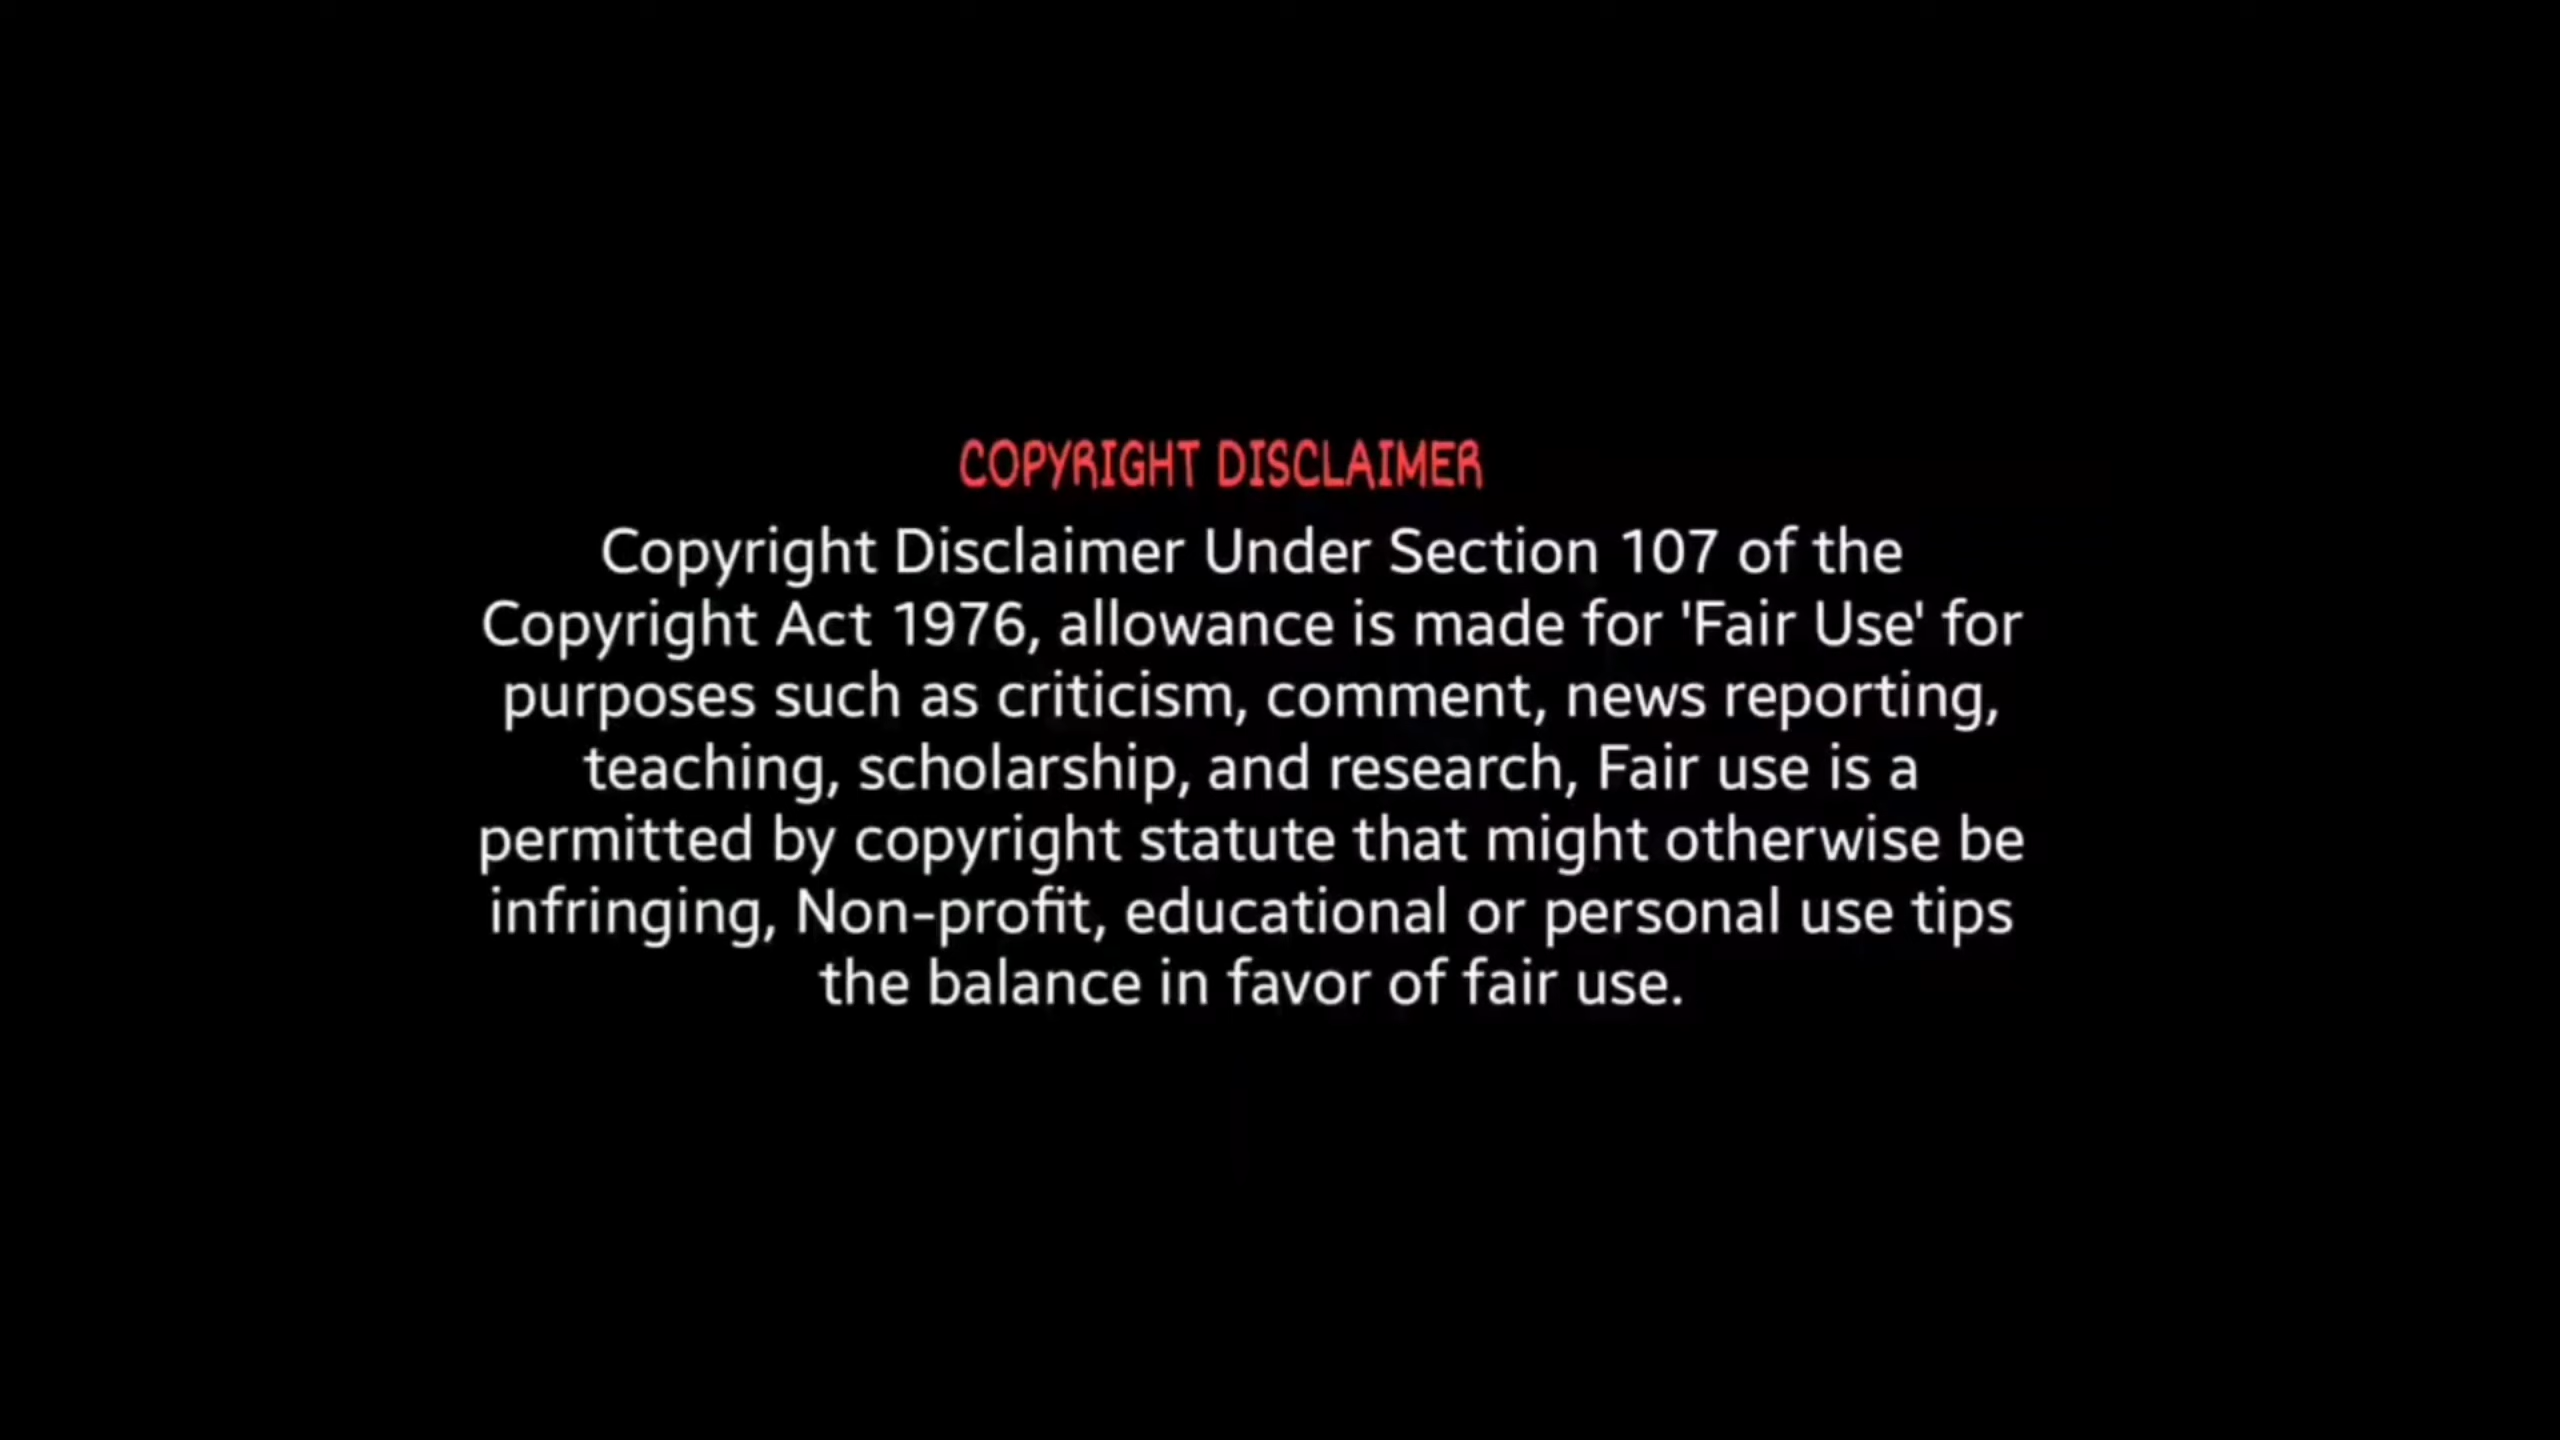 COPYRIGHT DISCLAIMER
Copyright Disclaimer Under Section 107 of the
Copyright Act 1976, allowance is made for 'Fair Use' for
purposes such as criticism, comment, news reporting,
teaching, scholarship, and research, Fair use is a
permitted by copyright statute that might otherwise be
infringing, Non-profit, educational or personal use tips
the balance in favor of fair use.